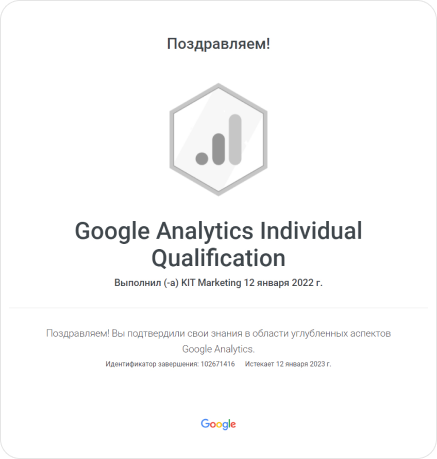 Поздравляем!
Google Analytics Individual
Qualification
Выполнил (-а) KIT Marketing 12 января 2022 г.
Поздравляем! Вы подтвердили свои знания в области углубленных аспектов
Google Analytics.
Идентификатор завершения: 102671416 Истекает 12 января 2023 г.
Google